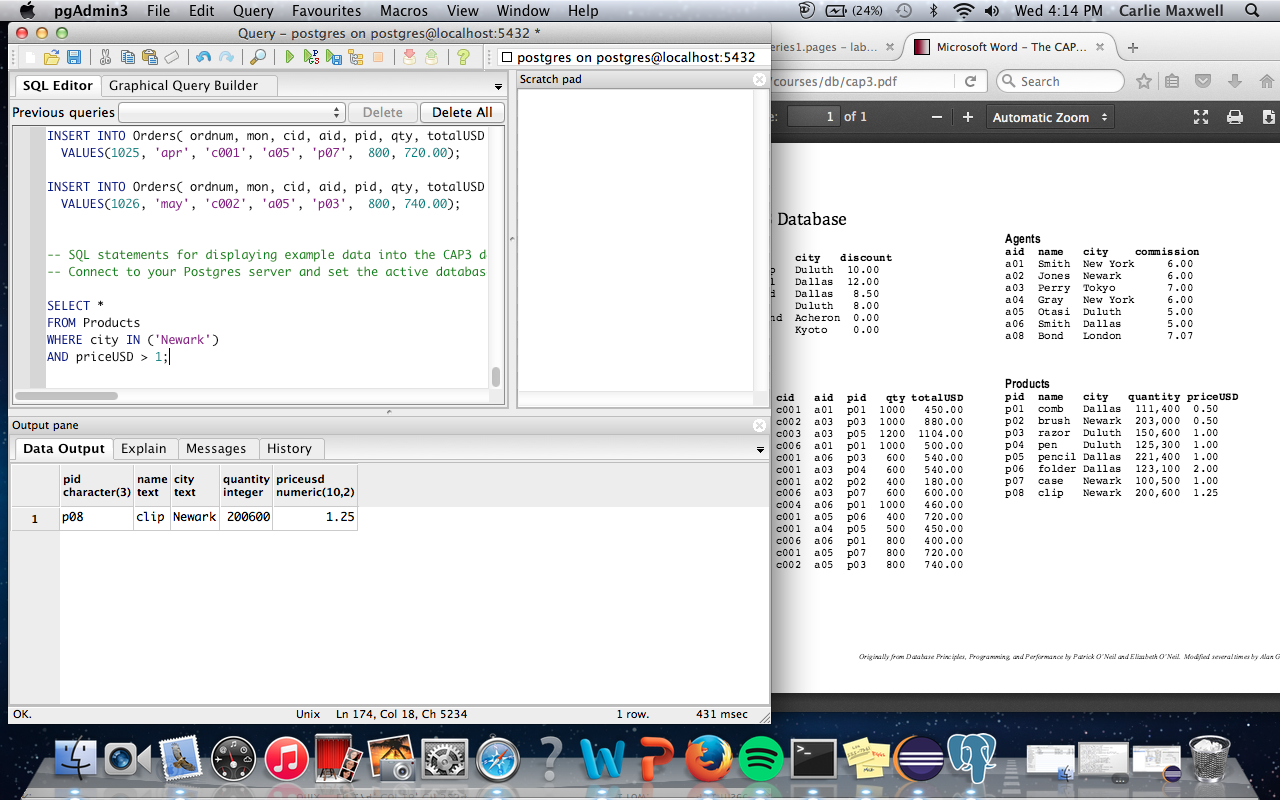 pgAdmin3 File Edit Query Favourites Macros View Window Help (24%) Wed 4:14 PM Carlie Maxwell
Query – postgres on postgres@localhost:5432 *
postgres on postgres@localhost:5432
SQL Editor Graphical Query Builder
Previous queries Delete Delete All
INSERT INTO Orders( ordnum, mon, cid, aid, pid, qty, totalUSD
VALUES(1025, 'apr', 'c001', 'a05', 'p07', 800, 720.00);
INSERT INTO Orders( ordnum, mon, cid, aid, pid, qty, totalUSD
VALUES(1026, 'may', 'c002', 'a05', 'p03', 800, 740.00);
-- SQL statements for displaying example data into the CAP3 d
-- Connect to your Postgres server and set the active databas
SELECT *
FROM Products
WHERE city IN ('Newark')
AND priceUSD > 1;
Scratch pad
Output pane
Data Output Explain Messages History
pid name city quantity priceusd
character(3) text text integer numeric(10,2)
1 p08 clip Newark 200600 1.25
OK. Unix Ln 174, Col 18, Ch 5234 1 row. 431 msec
eries1.pages – lab... Microsoft Word – The CAP...
/courses/db/cap3.pdf Search
1 of 1 Automatic Zoom
Database
city discount
Duluth 10.00
Dallas 12.00
Dallas 8.50
Duluth 8.00
Acheron 0.00
Kyoto 0.00
Agents
aid name city commission
a01 Smith New York 6.00
a02 Jones Newark 6.00
a03 Perry Tokyo 7.00
a04 Gray New York 6.00
a05 Otasi Duluth 5.00
a06 Smith Dallas 5.00
a08 Bond London 7.07
cid aid pid qty totalUSD
c001 a01 p01 1000 450.00
c002 a03 p03 1000 880.00
c003 a03 p05 1200 1104.00
c006 a01 p01 1000 500.00
c001 a06 p03 600 540.00
c001 a03 p04 600 540.00
c001 a02 p02 400 180.00
c006 a03 p07 600 600.00
c004 a06 p01 1000 460.00
c001 a05 p06 400 720.00
c001 a04 p05 500 450.00
c006 a06 p01 800 400.00
c001 a05 p07 800 720.00
c002 a05 p03 800 740.00
Products
pid name city quantity priceUSD
p01 comb Dallas 111,400 0.50
p02 brush Newark 203,000 0.50
p03 razor Duluth 150,600 1.00
p04 pen Duluth 125,300 1.00
p05 pencil Dallas 221,400 1.00
p06 folder Dallas 123,100 2.00
p07 case Newark 100,500 1.00
p08 clip Newark 200,600 1.25
Originally from Database Principles, Programming, and Performance by Patrick O'Neil and Elizabeth O'Neil. Modified several times by Alan G